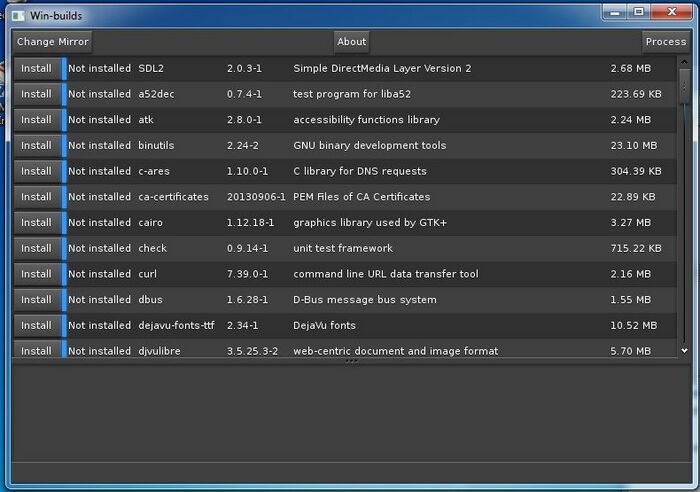 Win-builds
Change Mirror About Process
Install Not installed SDL2 2.0.3-1 Simple DirectMedia Layer Version 2 2.68 MB
Install Not installed a52dec 0.7.4-1 test program for liba52 223.69 KB
Install Not installed atk 2.8.0-1 accessibility functions library 2.24 MB
Install Not installed binutils 2.24-2 GNU binary development tools 23.10 MB
Install Not installed c-ares 1.10.0-1 C library for DNS requests 304.39 KB
Install Not installed ca-certificates 20130906-1 PEM Files of CA Certificates 22.89 KB
Install Not installed cairo 1.12.18-1 graphics library used by GTK+ 3.27 MB
Install Not installed check 0.9.14-1 unit test framework 715.22 KB
Install Not installed curl 7.39.0-1 command line URL data transfer tool 2.16 MB
Install Not installed dbus 1.6.28-1 D-Bus message bus system 1.55 MB
Install Not installed dejavu-fonts-ttf 2.34-1 DejaVu fonts 10.52 MB
Install Not installed djvulibre 3.5.25.3-2 web-centric document and image format 5.70 MB